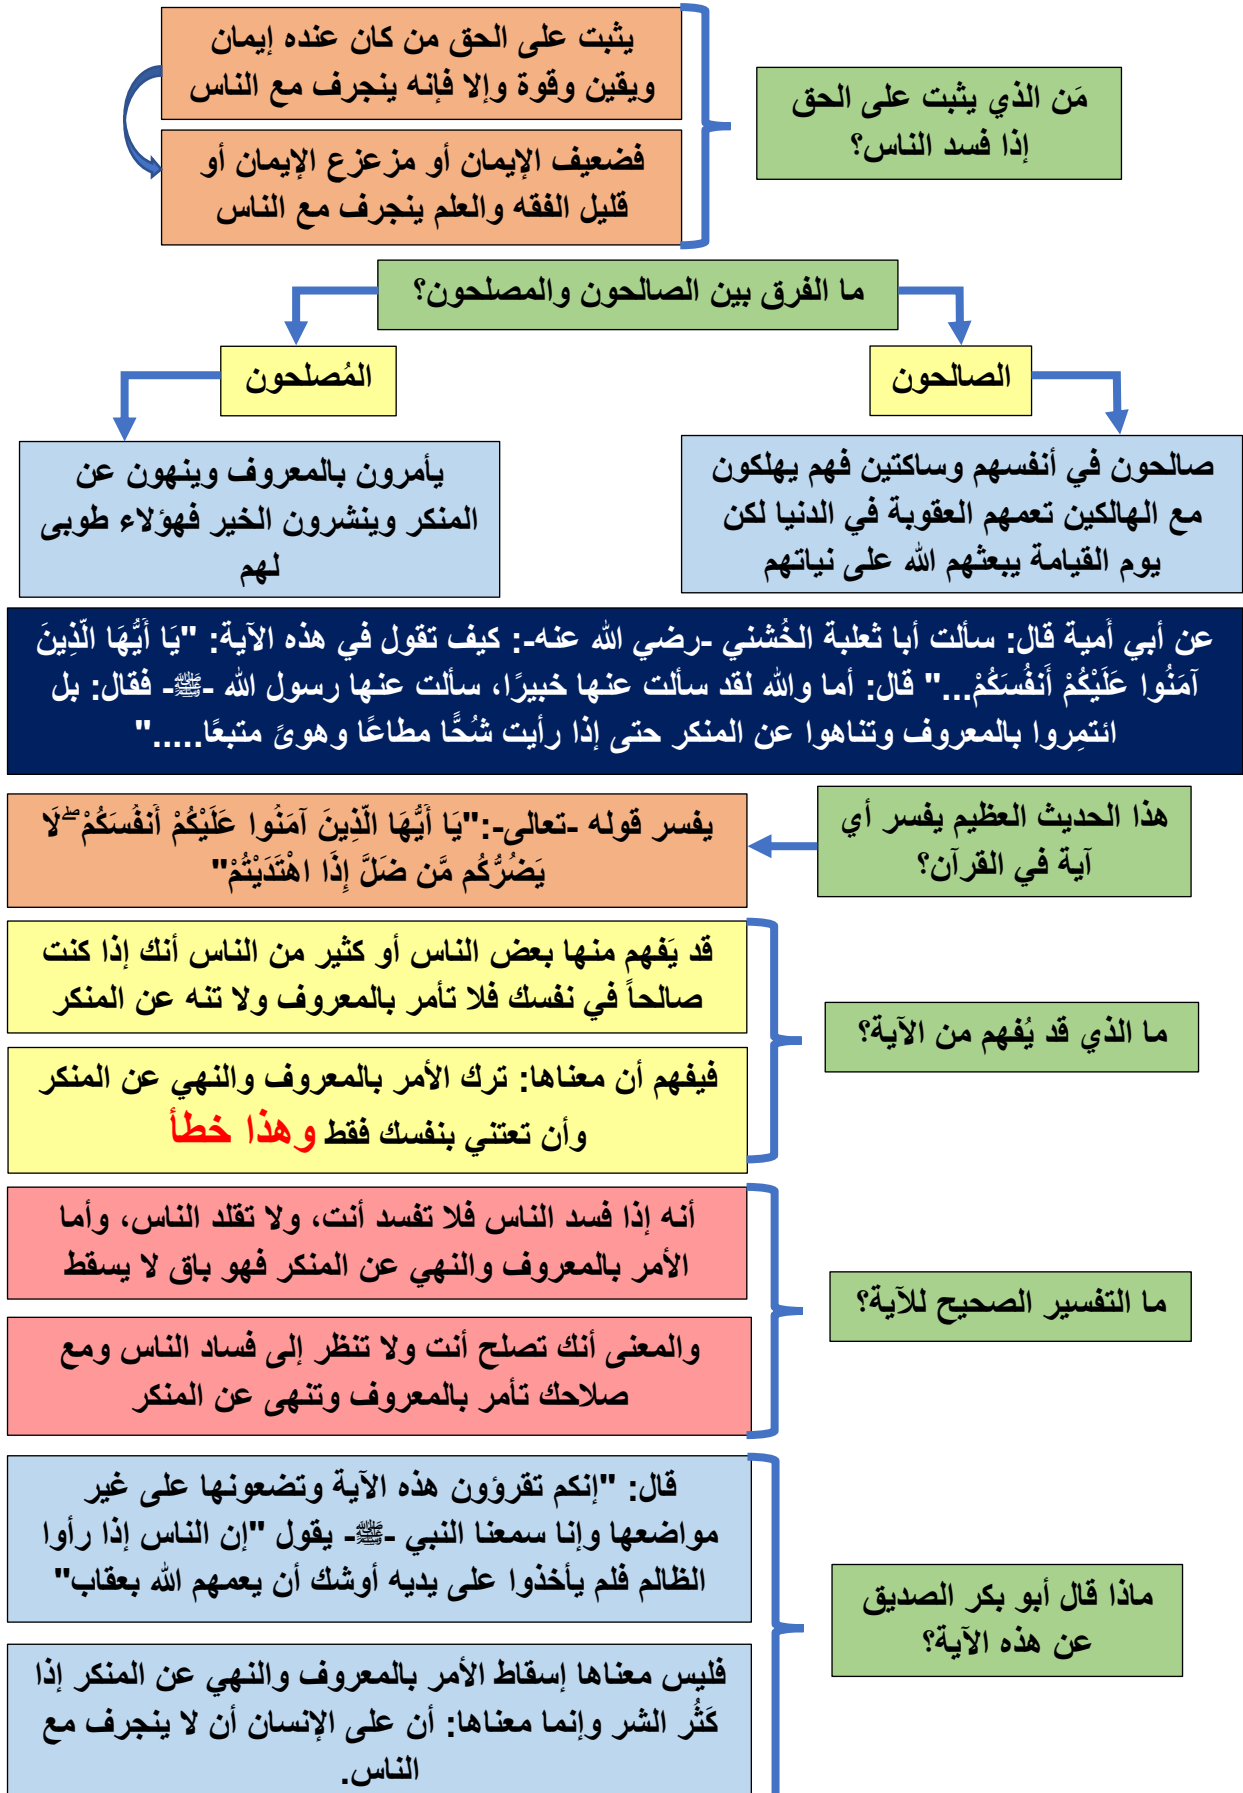 مَن الذي يثبت على الحق
إذا فسد الناس؟
يثبت على الحق من كان عنده إيمان
ويقين وقوة وإلا فإنه ينجرف مع الناس
فضعيف الإيمان أو مزعزع الإيمان أو
قليل الفقه والعلم ينجرف مع الناس
ما الفرق بين الصالحون والمصلحون؟
الصالحون
المُصلحون
صالحون في أنفسهم وساكتين فهم يهلكون
مع الهالكين تعمهم العقوبة في الدنيا لكن
يوم القيامة يبعثهم الله على نياتهم
يأمرون بالمعروف وينهون عن
المنكر وينشرون الخير فهؤلاء طوبى
لهم
عن أبي أمية قال: سألت أبا ثعلبة الخُشني -رضي الله عنه-: كيف تقول في هذه الآية: "يَا أَيُّهَا الَّذِينَ
آمَنُوا عَلَيْكُمْ أَنفُسَكُمْ..." قال: أما والله لقد سألت عنها خبيرًا، سألت عنها رسول الله -ﷺ- فقال: بل
ائتمِروا بالمعروف وتناهوا عن المنكر حتى إذا رأيت شُحًّا مطاعًا وهوىً متبعًا....."
هذا الحديث العظيم يفسر أي
آية في القرآن؟
يفسر قوله -تعالى-:"يَا أَيُّهَا الَّذِينَ آمَنُوا عَلَيْكُمْ أَنفُسَكُمْ ۖ لَا
يَضُرُّكُم مَّن ضَلَّ إِذَا اهْتَدَيْتُمْ"
ما الذي قد يُفهم من الآية؟
قد يَفهم منها بعض الناس أو كثير من الناس أنك إذا كنت
صالحاً في نفسك فلا تأمر بالمعروف ولا تنه عن المنكر
فيفهم أن معناها: ترك الأمر بالمعروف والنهي عن المنكر
وأن تعتني بنفسك فقط وهذا خطأ
ما التفسير الصحيح للآية؟
أنه إذا فسد الناس فلا تفسد أنت، ولا تقلد الناس، وأما
الأمر بالمعروف والنهي عن المنكر فهو باق لا يسقط
والمعنى أنك تصلح أنت ولا تنظر إلى فساد الناس ومع
صلاحك تأمر بالمعروف وتنهى عن المنكر
ماذا قال أبو بكر الصديق
عن هذه الآية؟
قال: "إنكم تقرؤون هذه الآية وتضعونها على غير
مواضعها وإنا سمعنا النبي -ﷺ- يقول "إن الناس إذا رأوا
الظالم فلم يأخذوا على يديه أوشك أن يعمهم الله بعقاب"
فليس معناها إسقاط الأمر بالمعروف والنهي عن المنكر إذا
كَثُر الشر وإنما معناها: أن على الإنسان أن لا ينجرف مع
الناس.